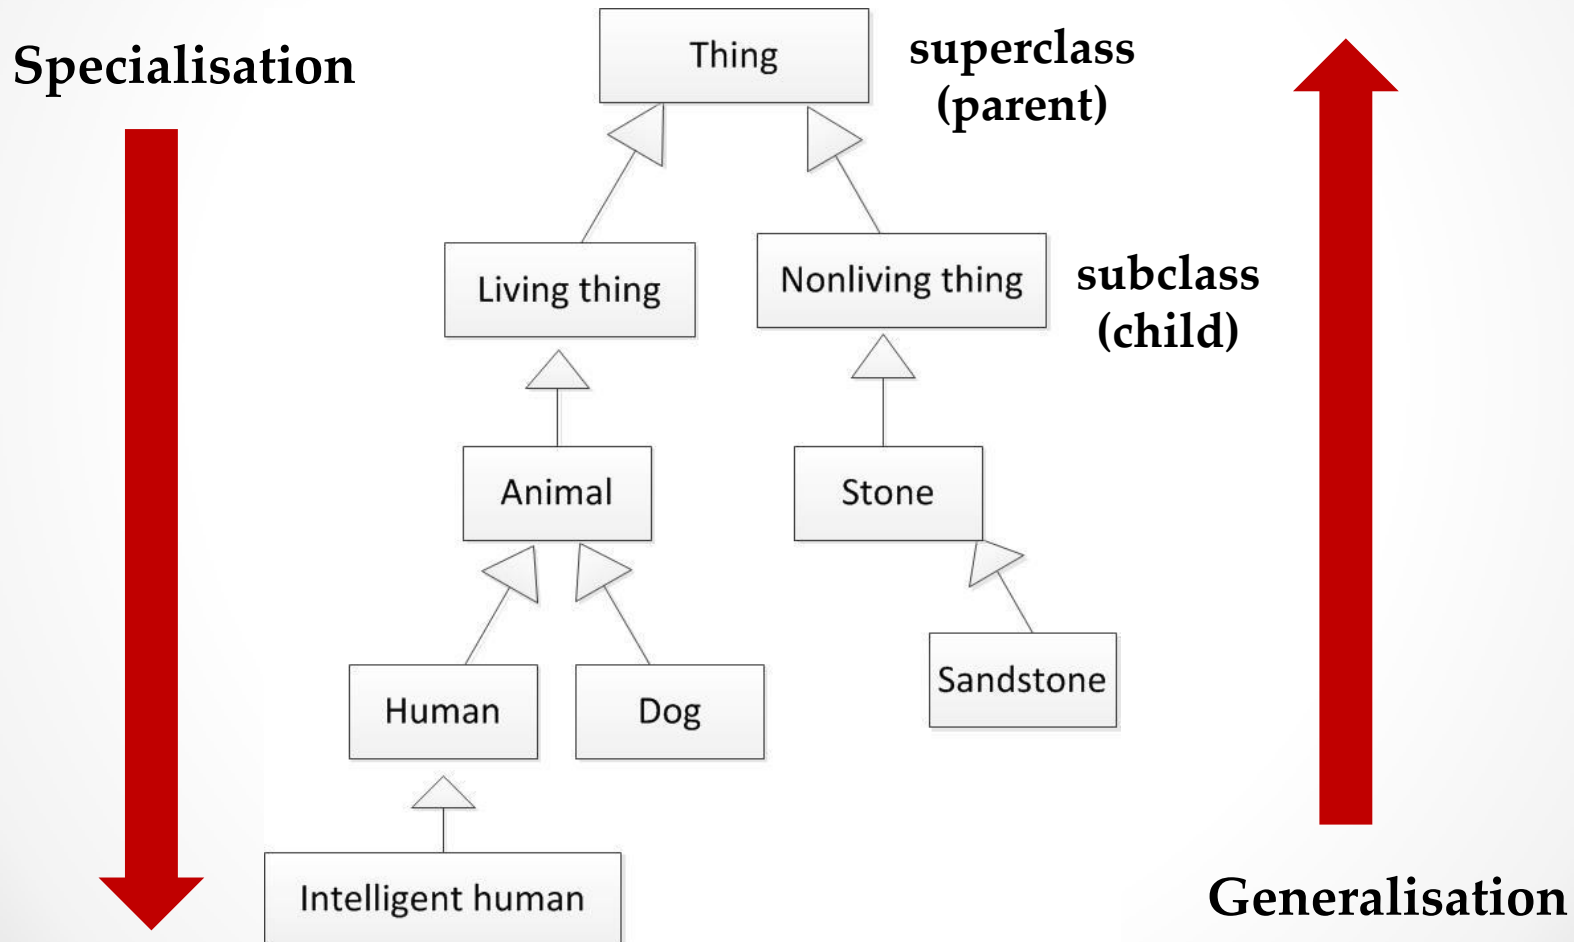 Specialisation
Thing
superclass
(parent)
Living thing
Nonliving thing
subclass
(child)
Animal
Stone
Human
Dog
Sandstone
Intelligent human
Generalisation